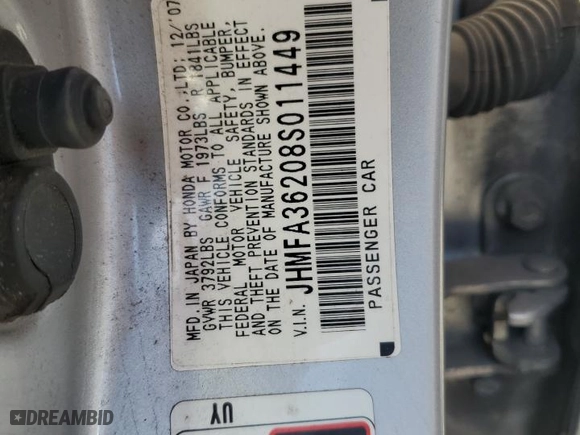 MFD. IN JAPAN BY HONDA MOTOR CO.,LTD; 12/'07
GVWR 3792LBS GAWR F 1973LBS R 1841LBS
THIS VEHICLE CONFORMS TO ALL APPLICABLE
FEDERAL MOTOR VEHICLE SAFETY, BUMPER,
AND THEFT PREVENTION STANDARDS IN EFFECT
ON THE DATE OF MANUFACTURE SHOWN ABOVE.
V.I.N. JHMFA36208S011449
PASSENGER CAR
UY
DREAMBID